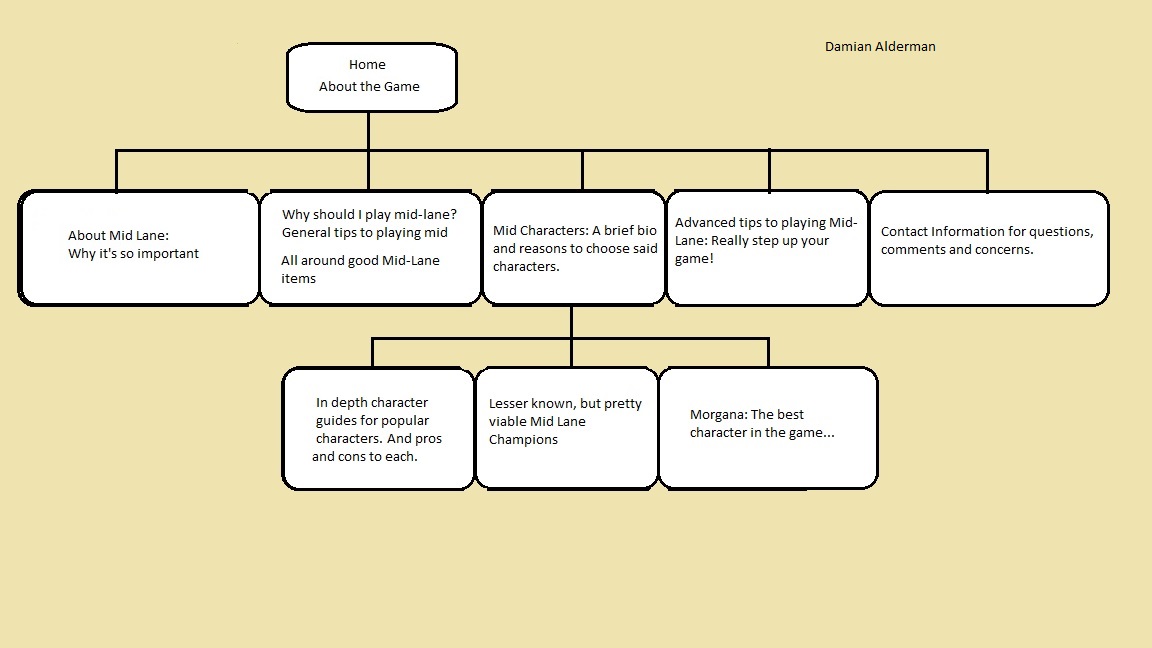 Damian Alderman
Home
About the Game
About Mid Lane:
Why it's so important
Why should I play mid-lane?
General tips to playing mid
All around good Mid-Lane
items
Mid Characters: A brief bio
and reasons to choose said
characters.
Advanced tips to playing Mid-
Lane: Really step up your
game!
Contact Information for questions,
comments and concerns.
In depth character
guides for popular
characters. And pros
and cons to each.
Lesser known, but pretty
viable Mid Lane
Champions
Morgana: The best
character in the game...